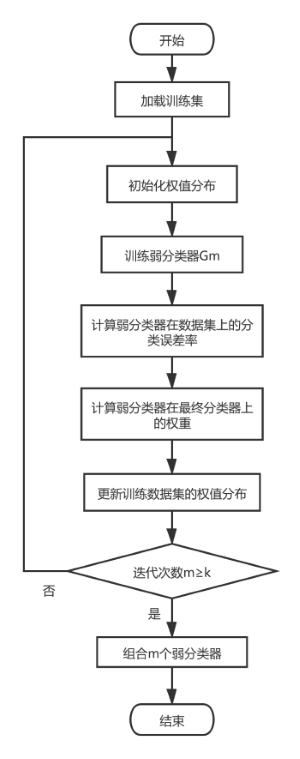 开始
加载训练集
初始化权值分布
训练弱分类器Gm
计算弱分类器在数据集上的分
类误差率
计算弱分类器在最终分类器上
的权重
更新训练数据集的权值分布
迭代次数m≥k
否
是
组合m个弱分类器
结束